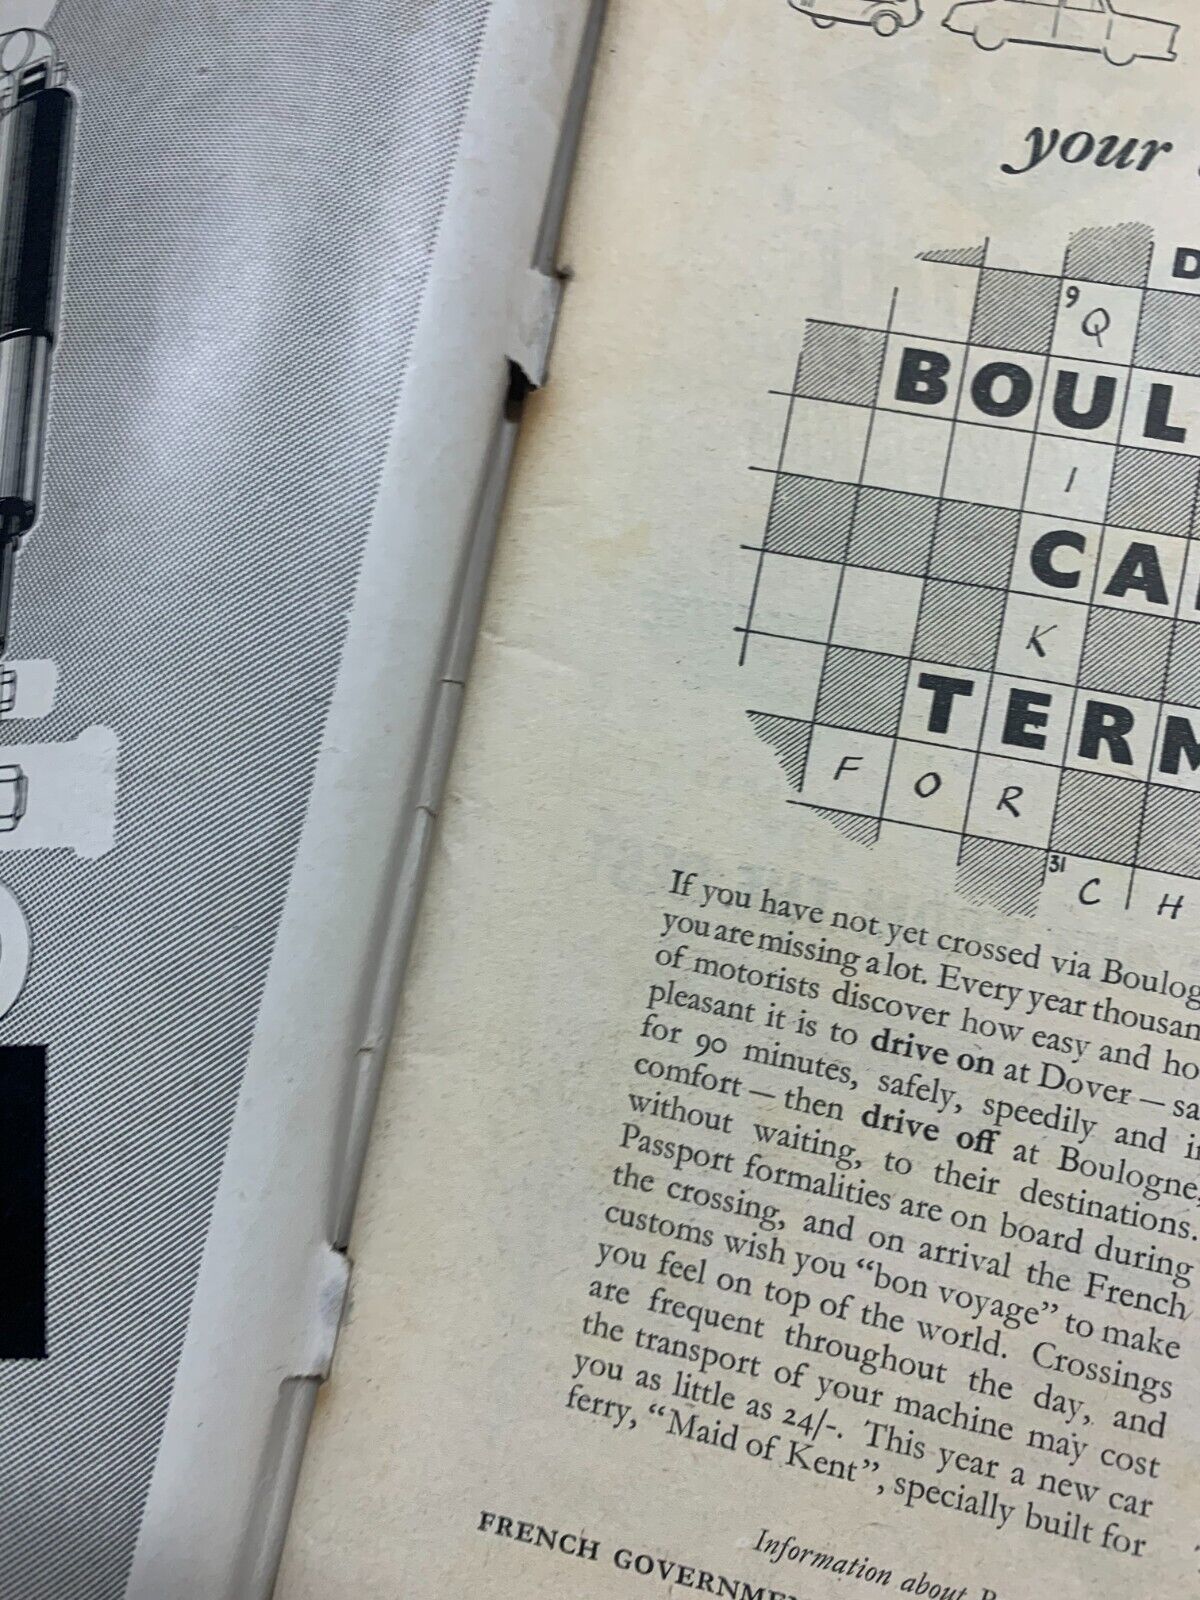 your
D
9
Q
BOUL
I
CA
K
TERM
F O R
31
C H
If you have not yet crossed via Boulog
you are missing a lot. Every year thousan
of motorists discover how easy and ho
pleasant it is to drive on at Dover — sa
for 90 minutes, safely, speedily and i
comfort — then drive off at Boulogne,
without waiting, to their destinations.
Passport formalities are on board during
the crossing, and on arrival the French
customs wish you “bon voyage” to make
you feel on top of the world. Crossings
are frequent throughout the day, and
the transport of your machine may cost
you as little as 24/-. This year a new car
ferry, “Maid of Kent”, specially built for
Information about
FRENCH GOVERNME